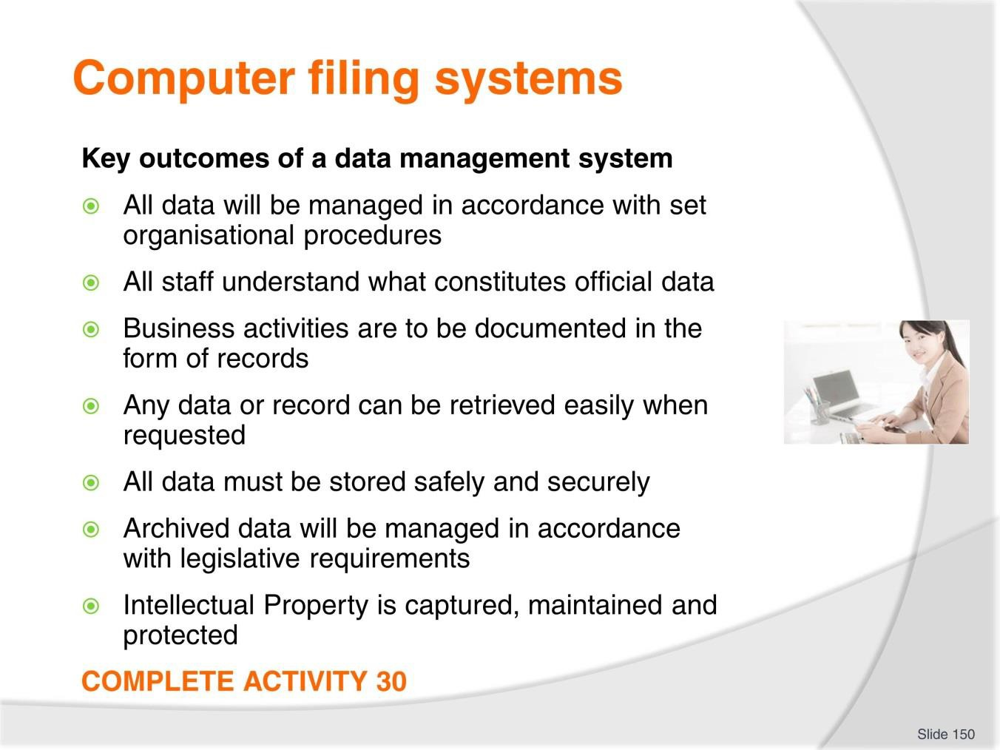 Computer filing systems
Key outcomes of a data management system
All data will be managed in accordance with set
organisational procedures
All staff understand what constitutes official data
Business activities are to be documented in the
form of records
Any data or record can be retrieved easily when
requested
All data must be stored safely and securely
Archived data will be managed in accordance
with legislative requirements
Intellectual Property is captured, maintained and
protected
COMPLETE ACTIVITY 30
Slide 150